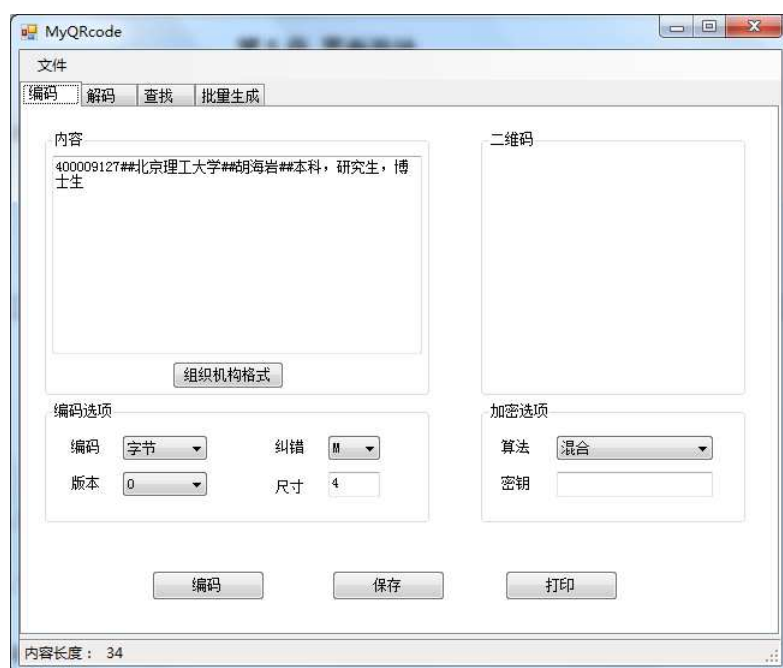 MyQRcode
文件
编码 解码 查找 批里生成
内容
400009127##北京理工大学##胡海岩##本科，研究生，博
士生
组织机构格式
二维码
编码选项
编码 字节 纠错 M
版本 0 尺寸 4
加密选项
算法 混合
密钥
编码 保存 打印
内容长度： 34